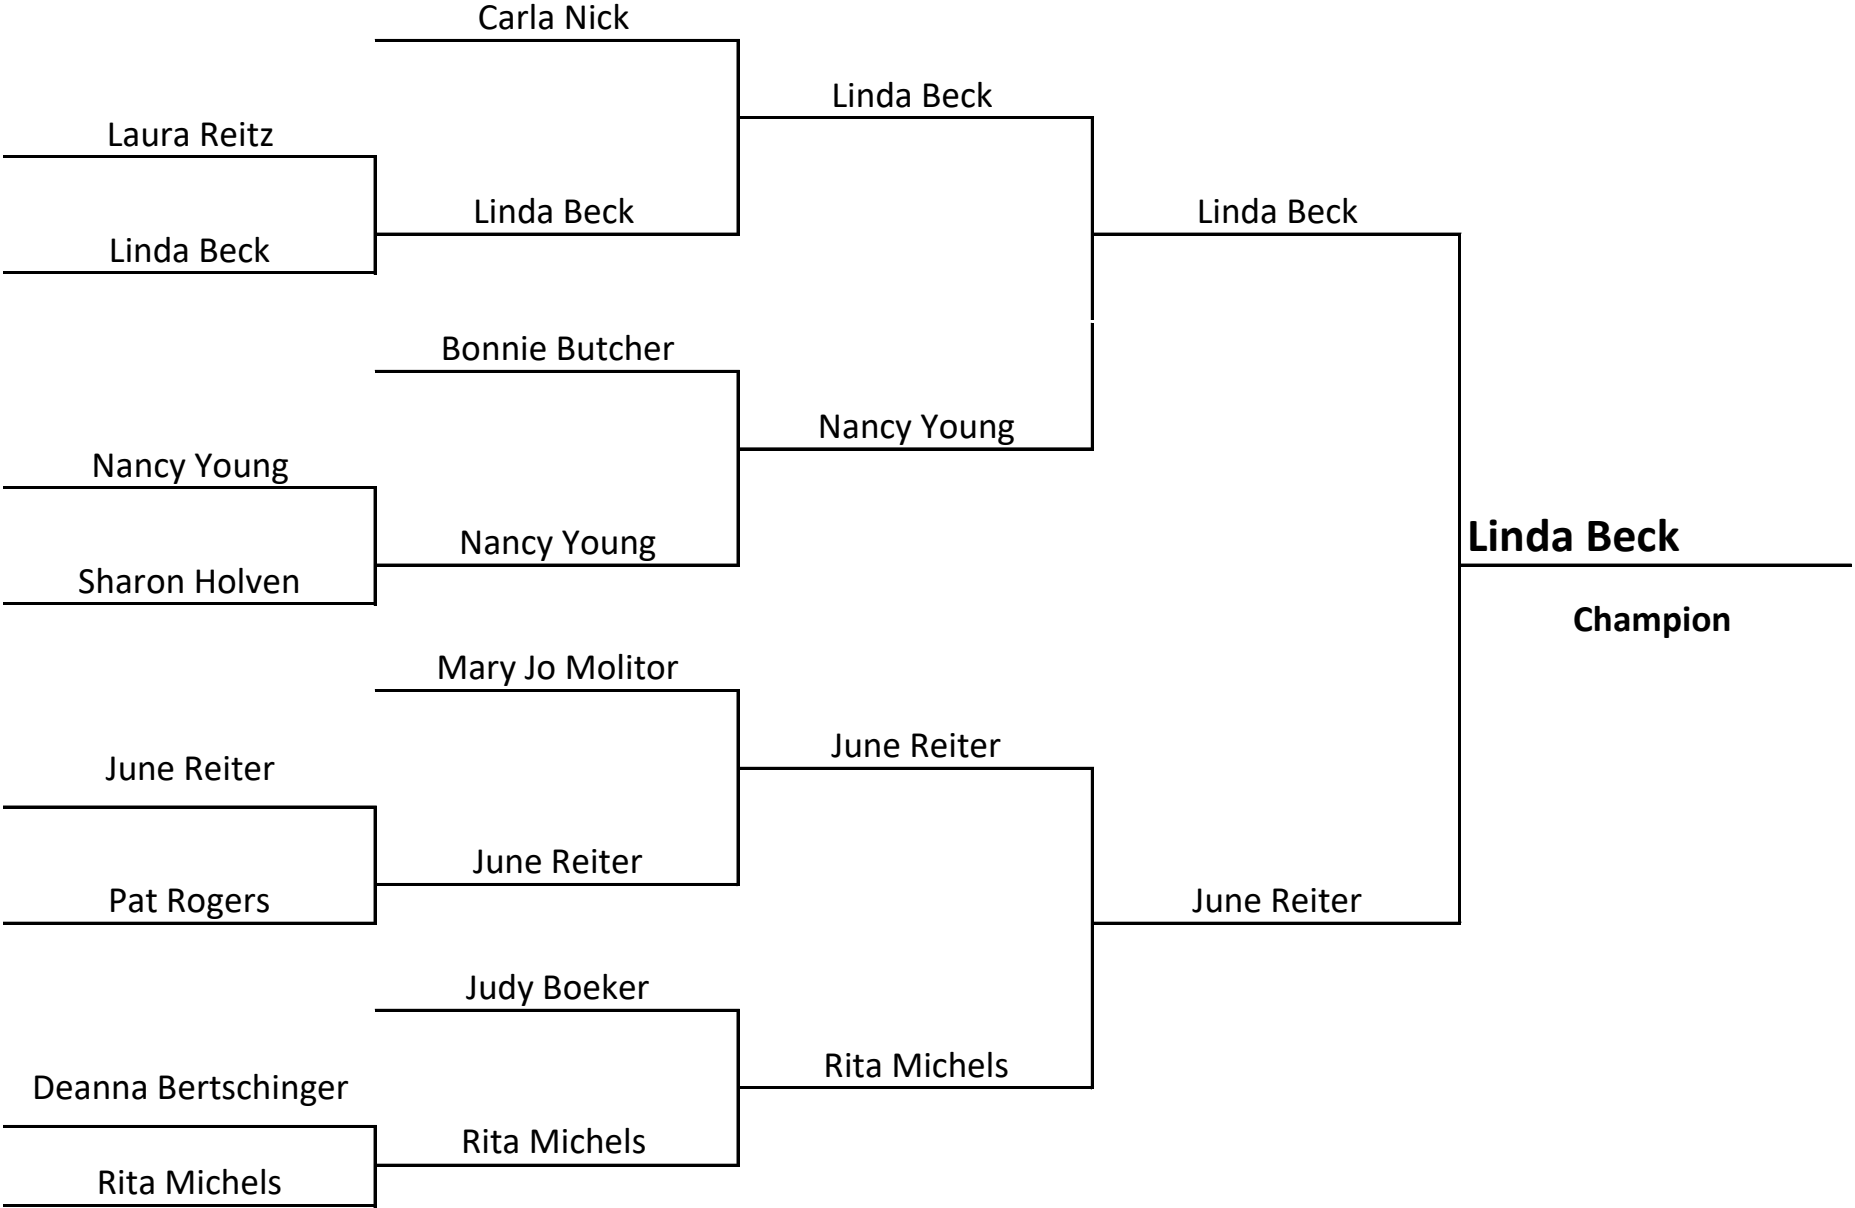 Carla Nick
Linda Beck
Laura Reitz
Linda Beck
Linda Beck
Linda Beck
Bonnie Butcher
Nancy Young
Nancy Young
Nancy Young
Linda Beck
Sharon Holven
Champion
Mary Jo Molitor
June Reiter
June Reiter
June Reiter
Pat Rogers
June Reiter
Judy Boeker
Rita Michels
Deanna Bertschinger
Rita Michels
Rita Michels